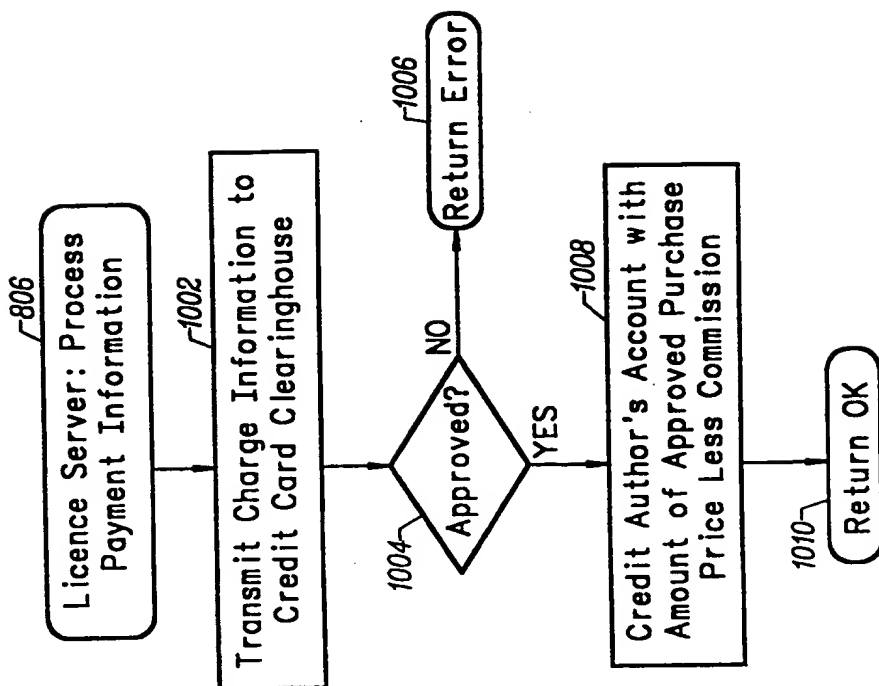 806
Licence Server: Process
Payment Information
1002
Transmit Charge Information to
Credit Card Clearinghouse
1004
Approved?
NO
1006
Return Error
YES
1008
Credit Author's Account with
Amount of Approved Purchase
Price Less Commission
1010
Return OK